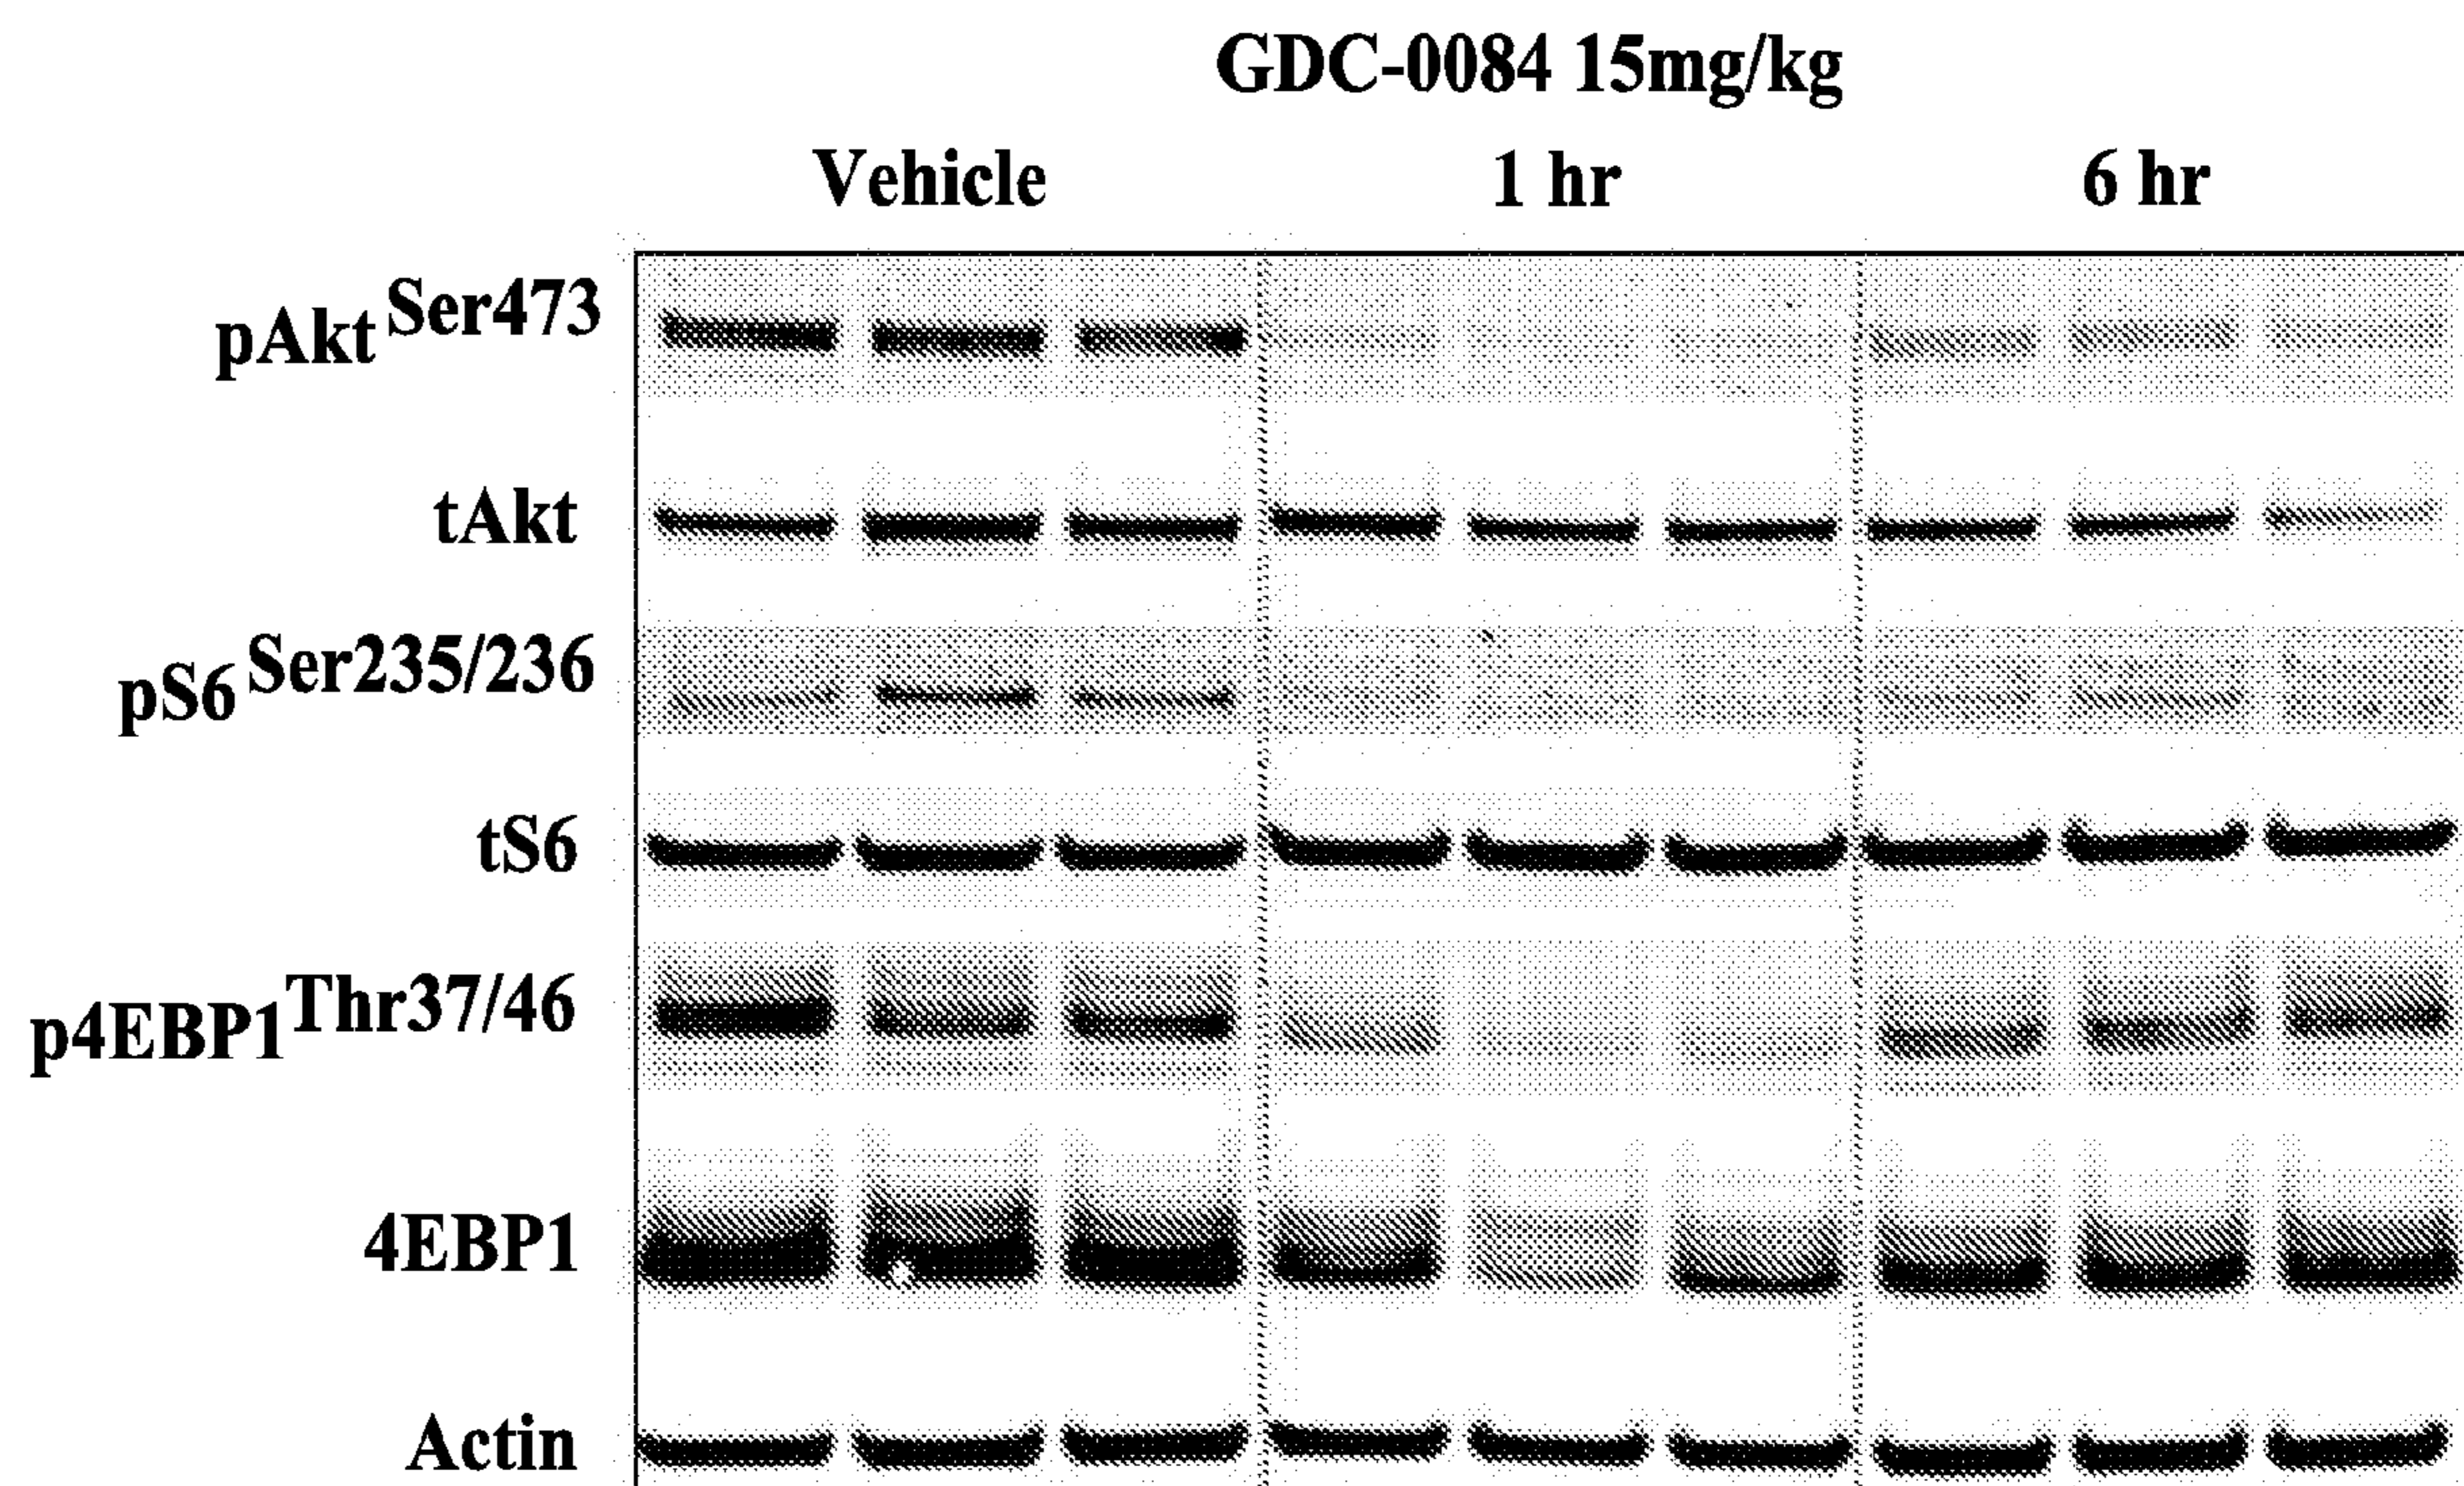 GDC-0084 15mg/kg
Vehicle 1 hr 6 hr
pAkt Ser473
tAkt
pS6 Ser235/236
tS6
p4EBP1 Thr37/46
4EBP1
Actin